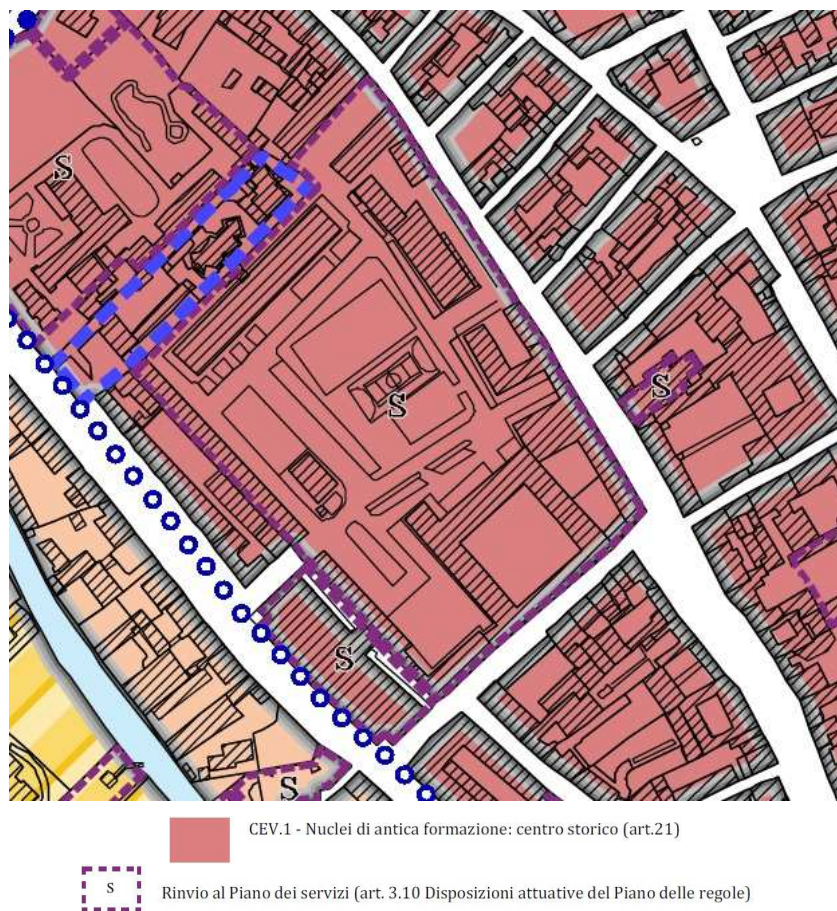 S
S
S
S
S
CEV.1 - Nuclei di antica formazione: centro storico (art.21)
S
Rinvio al Piano dei servizi (art. 3.10 Disposizioni attuative del Piano delle regole)